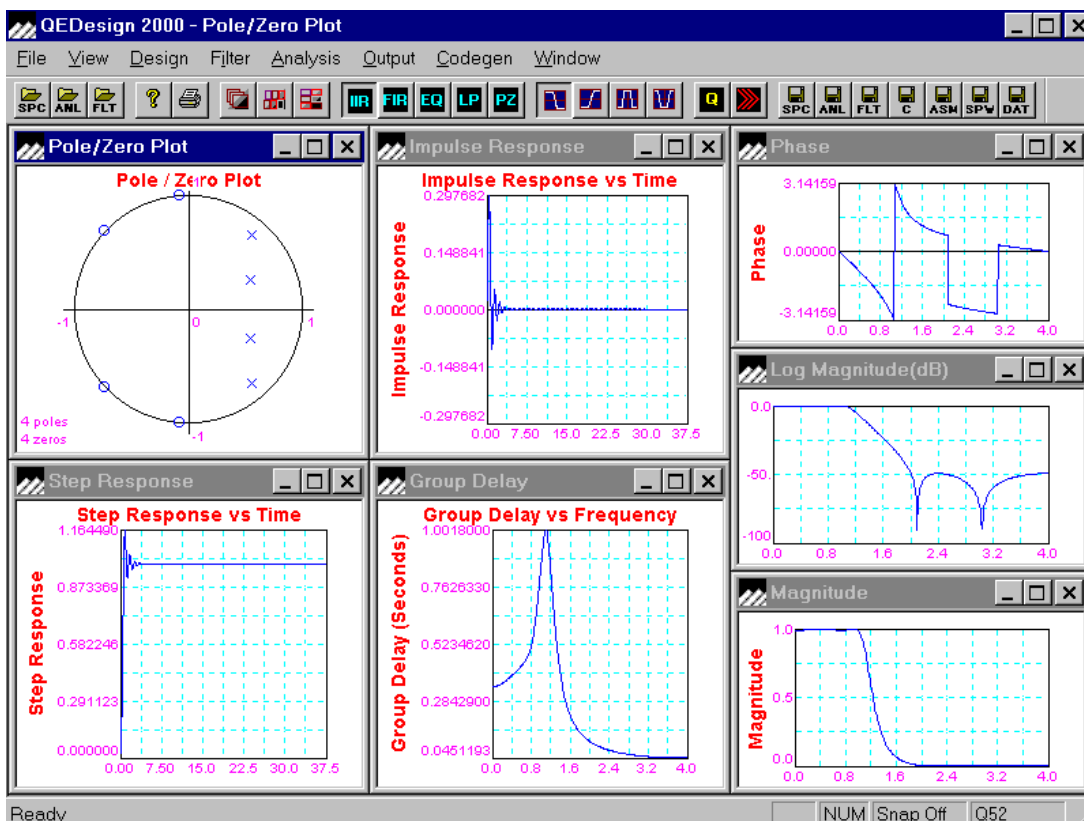 QEDesign 2000 - Pole/Zero Plot
File View Design Filter Analysis Output Codegen Window
SPC ANL FLT ? IIR FIR EQ LP PZ Q SPC ANL FLT C ASM SPW DAT
Pole/Zero Plot
Pole / Zero Plot
1
-1 0 1
-1
4 poles
4 zeros
Impulse Response
Impulse Response vs Time
Impulse Response
0.297682
0.148841
0.000000
-0.148841
-0.297682
0.00 7.50 15.0 22.5 30.0 37.5
Phase
Phase
3.14159
0.00000
-3.14159
0.0 0.8 1.6 2.4 3.2 4.0
Log Magnitude(dB)
0.0
-50.
-100
0.0 0.8 1.6 2.4 3.2 4.0
Step Response
Step Response vs Time
Step Response
1.164490
0.873369
0.582246
0.291123
0.000000
0.00 7.50 15.0 22.5 30.0 37.5
Group Delay
Group Delay vs Frequency
Group Delay (Seconds)
1.0018000
0.7626330
0.5234620
0.2842900
0.0451193
0.0 0.8 1.6 2.4 3.2 4.0
Magnitude
Magnitude
1.0
0.5
0.0
0.0 0.8 1.6 2.4 3.2 4.0
Ready NUM Snap Off Q52